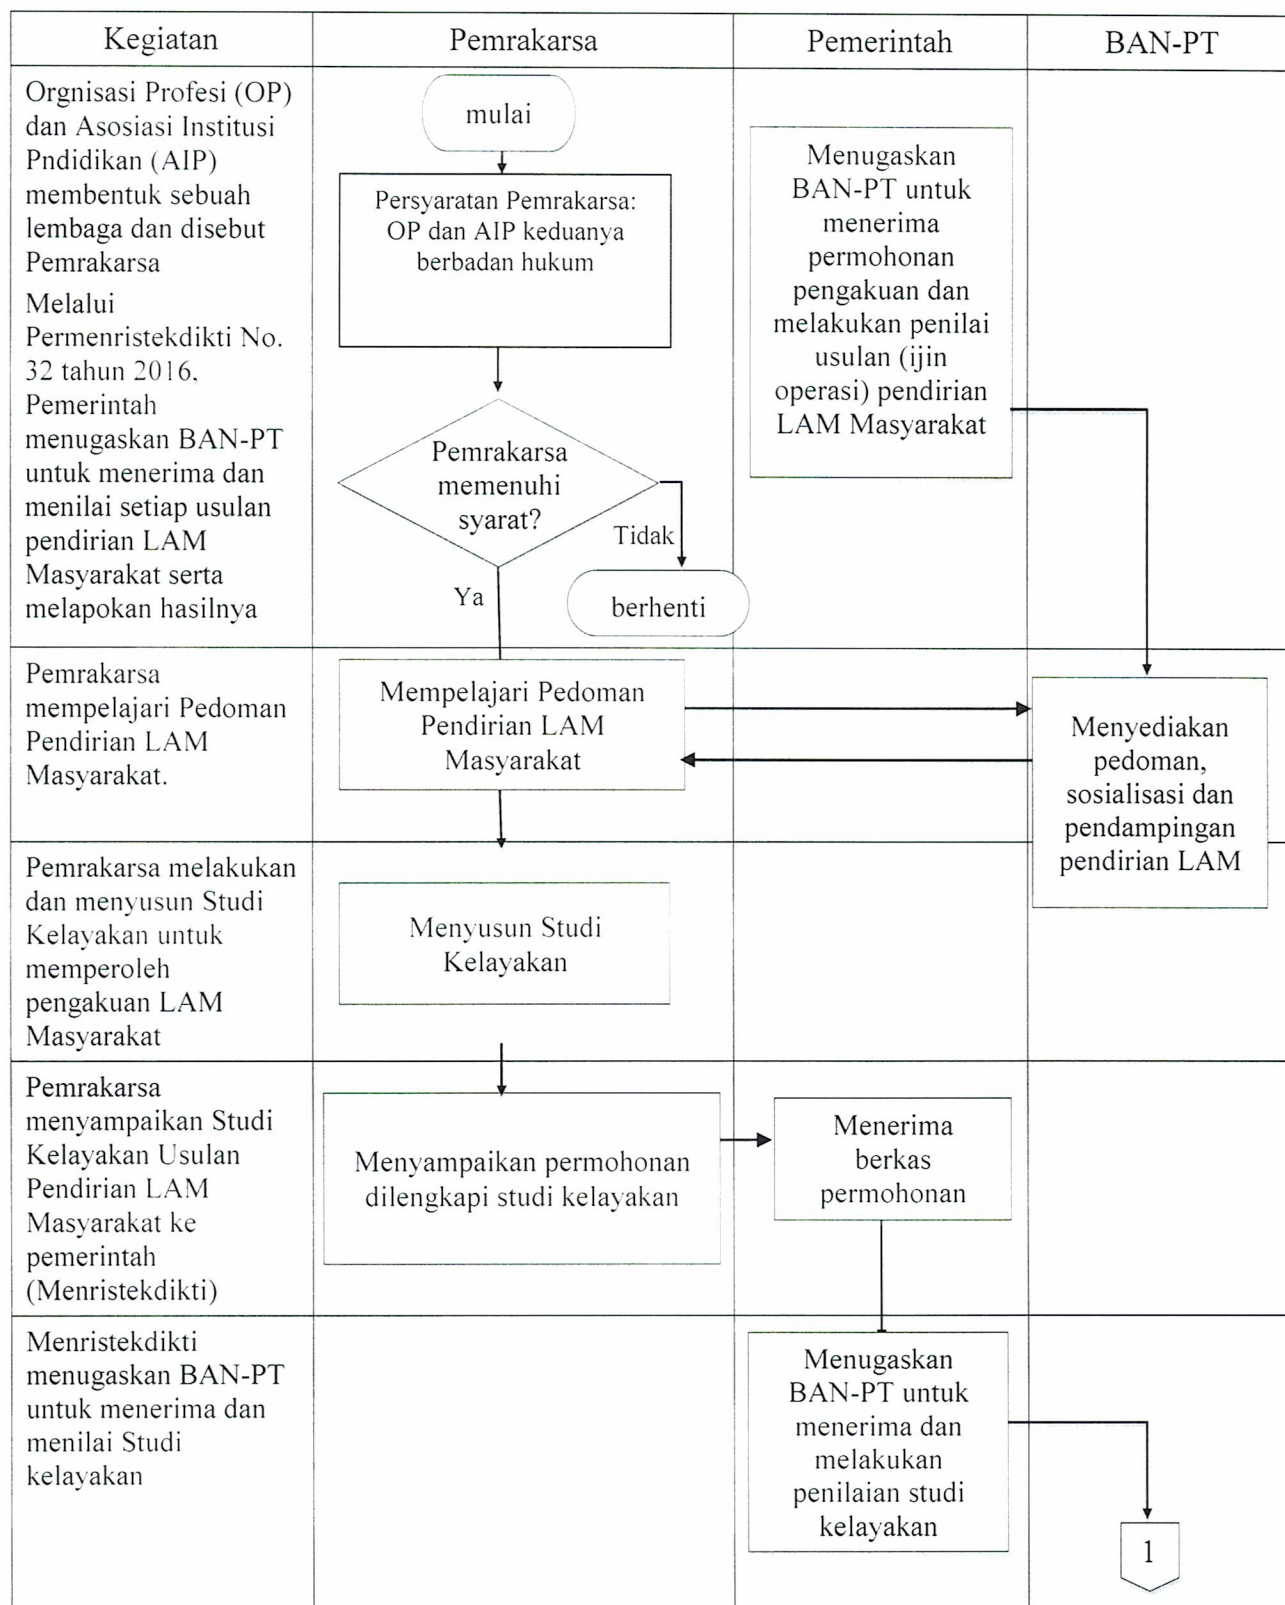 Kegiatan
Pemrakarsa
Pemerintah
BAN-PT
Orgnisasi Profesi (OP)
dan Asosiasi Institusi
Pndidikan (AIP)
membentuk sebuah
lembaga dan disebut
Pemrakarsa
Melalui
Permenristekdikti No.
32 tahun 2016,
Pemerintah
menugaskan BAN-PT
untuk menerima dan
menilai setiap usulan
pendirian LAM
Masyarakat serta
melapokan hasilnya
mulai
Persyaratan Pemrakarsa:
OP dan AIP keduanya
berbadan hukum
Pemrakarsa
memenuhi
syarat?
Tidak
Ya
berhenti
Menugaskan
BAN-PT untuk
menerima
permohonan
pengakuan dan
melakukan penilai
usulan (ijin
operasi) pendirian
LAM Masyarakat
Pemrakarsa
mempelajari Pedoman
Pendirian LAM
Masyarakat.
Mempelajari Pedoman
Pendirian LAM
Masyarakat
Menyediakan
pedoman,
sosialisasi dan
pendampingan
pendirian LAM
Pemrakarsa melakukan
dan menyusun Studi
Kelayakan untuk
memperoleh
pengakuan LAM
Masyarakat
Menyusun Studi
Kelayakan
Pemrakarsa
menyampaikan Studi
Kelayakan Usulan
Pendirian LAM
Masyarakat ke
pemerintah
(Menristekdikti)
Menyampaikan permohonan
dilengkapi studi kelayakan
Menerima
berkas
permohonan
Menristekdikti
menugaskan BAN-PT
untuk menerima dan
menilai Studi
kelayakan
Menugaskan
BAN-PT untuk
menerima dan
melakukan
penilaian studi
kelayakan
1